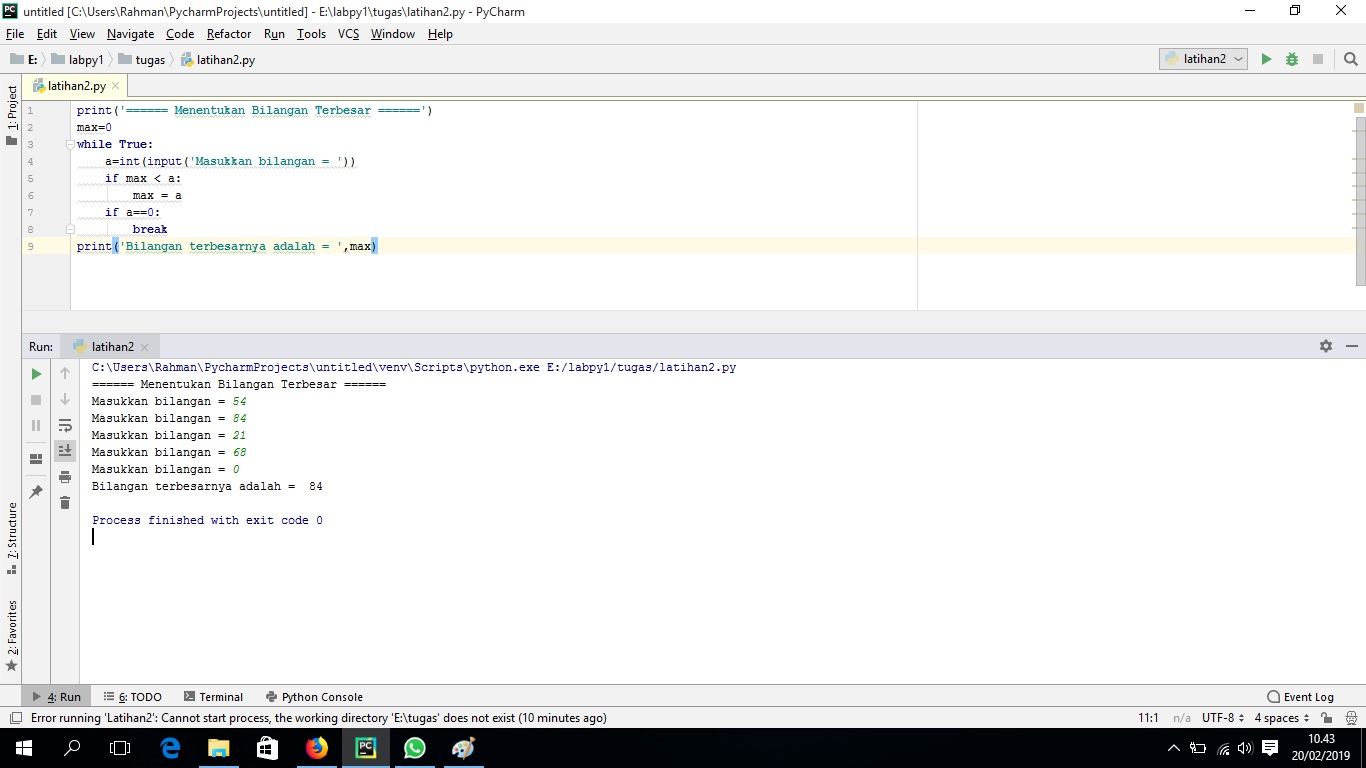 untitled [C:\Users\Rahman\PycharmProjects\untitled] - E:\labpy1\tugas\latihan2.py - PyCharm
File Edit View Navigate Code Refactor Run Tools VCS Window Help
E: labpy1 tugas latihan2.py latihan2
1: Project
latihan2.py
1 print('====== Menentukan Bilangan Terbesar ======')
2 max=0
3 while True:
4     a=int(input('Masukkan bilangan = '))
5     if max < a:
6         max = a
7     if a==0:
8         break
9 print('Bilangan terbesarnya adalah = ',max)
Run: latihan2
C:\Users\Rahman\PycharmProjects\untitled\venv\Scripts\python.exe E:/labpy1/tugas/latihan2.py
====== Menentukan Bilangan Terbesar ======
Masukkan bilangan = 54
Masukkan bilangan = 84
Masukkan bilangan = 21
Masukkan bilangan = 68
Masukkan bilangan = 0
Bilangan terbesarnya adalah =  84
Process finished with exit code 0
7: Structure
2: Favorites
4: Run 6: TODO Terminal Python Console Event Log
Error running 'Latihan2': Cannot start process, the working directory 'E:\tugas' does not exist (10 minutes ago) 11:1 n/a UTF-8 4 spaces
PC
10.43
20/02/2019